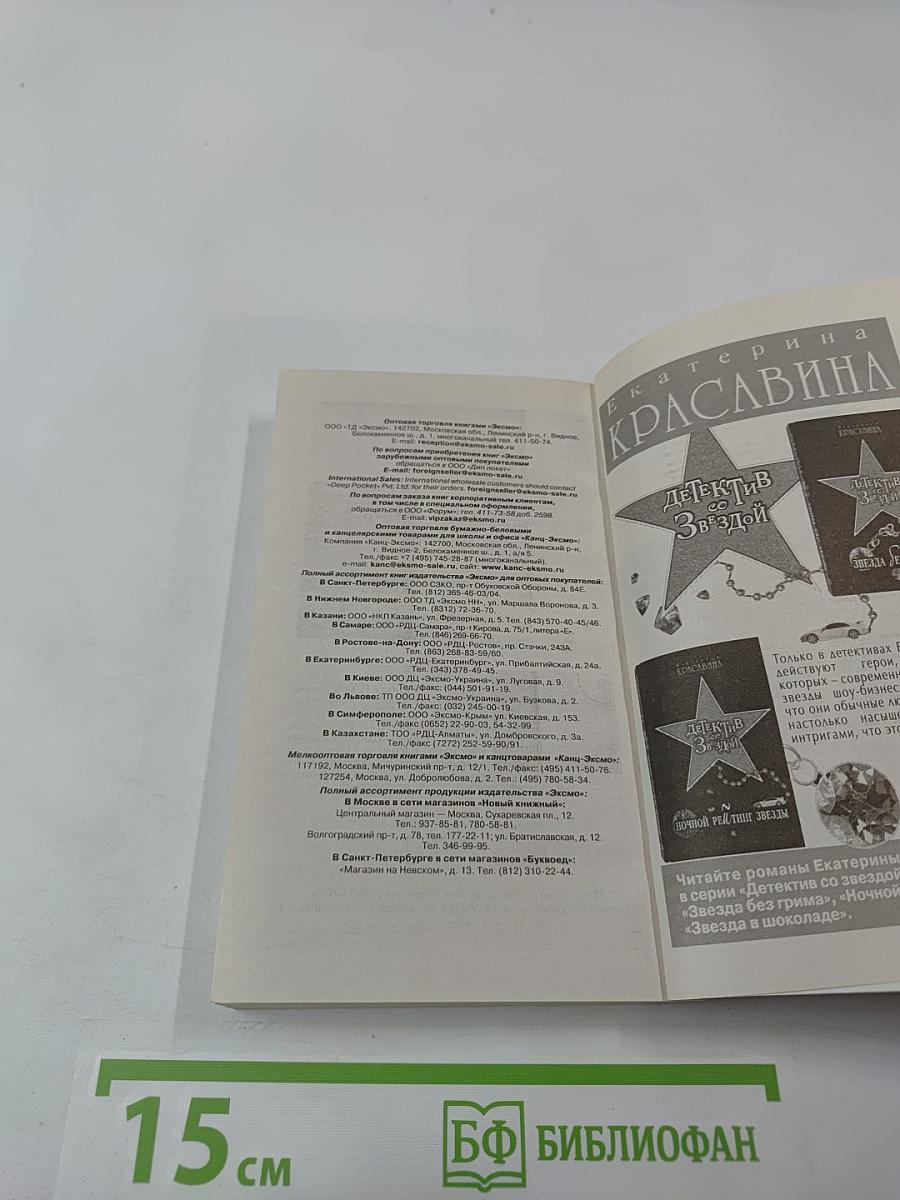 Оптовая торговля книгами «Эксмо»:
ООО «ТД «Эксмо». 142702, Московская обл., Ленинский р-н, г. Видное,
Белокаменное ш., д. 1, многоканальный тел. 411-50-74.
E-mail: reception@eksmo-sale.ru
По вопросам приобретения книг «Эксмо»
зарубежными оптовыми покупателями
обращаться в ООО «Дип покет»
E-mail: foreignseller@eksmo-sale.ru
International Sales: International wholesale customers should contact
«Deep Pocket» Pvt. Ltd. for their orders. foreignseller@eksmo-sale.ru
По вопросам заказа книг корпоративным клиентам,
в том числе в специальном оформлении,
обращаться в ООО «Форум»: тел. 411-73-58 доб. 2598.
E-mail: vipzakaz@eksmo.ru
Оптовая торговля бумажно-беловыми
и канцелярскими товарами для школы и офиса «Канц-Эксмо»:
Компания «Канц-Эксмо»: 142700, Московская обл., Ленинский р-н,
г. Видное-2, Белокаменное ш., д. 1, а/я 5.
Тел./факс +7 (495) 745-28-87 (многоканальный).
e-mail: kanc@eksmo-sale.ru, сайт: www.kanc-eksmo.ru
Полный ассортимент книг издательства «Эксмо» для оптовых покупателей:
В Санкт-Петербурге: ООО СЗКО, пр-т Обуховской Обороны, д. 84Е.
Тел. (812) 365-46-03/04.
В Нижнем Новгороде: ООО ТД «Эксмо НН», ул. Маршала Воронова, д. 3.
Тел. (8312) 72-36-70.
В Казани: ООО «НКП Казань», ул. Фрезерная, д. 5. Тел. (843) 570-40-45/46.
В Самаре: ООО «РДЦ-Самара», пр-т Кирова, д. 75/1, литера «Е».
Тел. (846) 269-66-70.
В Ростове-на-Дону: ООО «РДЦ-Ростов», пр. Стачки, 243А.
Тел. (863) 268-83-59/60.
В Екатеринбурге: ООО «РДЦ-Екатеринбург», ул. Прибалтийская, д. 24а.
Тел. (343) 378-49-45.
В Киеве: ООО ДЦ «Эксмо-Украина», ул. Луговая, д. 9.
Тел./факс: (044) 501-91-19.
Во Львове: ТП ООО ДЦ «Эксмо-Украина», ул. Бузкова, д. 2.
Тел./факс: (032) 245-00-19.
В Симферополе: ООО «Эксмо-Крым» ул. Киевская, д. 153.
Тел./факс (0652) 22-90-03, 54-32-99.
В Казахстане: ТОО «РДЦ-Алматы», ул. Домбровского, д. 3а.
Тел./факс (7272) 252-59-90/91.
Мелкооптовая торговля книгами «Эксмо» и канцтоварами «Канц-Эксмо»:
117192, Москва, Мичуринский пр-т, д. 12/1. Тел./факс: (495) 411-50-76.
127254, Москва, ул. Добролюбова, д. 2. Тел.: (495) 780-58-34.
Полный ассортимент продукции издательства «Эксмо»:
В Москве в сети магазинов «Новый книжный»:
Центральный магазин — Москва, Сухаревская пл., 12.
Тел.: 937-85-81, 780-58-81.
Волгоградский пр-т, д. 78, тел. 177-22-11; ул. Братиславская, д. 12.
Тел. 346-99-95.
В Санкт-Петербурге в сети магазинов «Буквоед»:
«Магазин на Невском», д. 13. Тел. (812) 310-22-44.
Екатерина
КРАСАВИНА
ДЕТЕКТИВ
СО
ЗВЕЗДОЙ
КРАСАВИНА
ДЕТЕКТИВ
СО
ЗВЕЗДОЙ
ЗВЕЗДА
Только в детективах
действуют герои,
которых – современн
звезды шоу-бизнес
что они обычные лю
настолько насыще
интригами, что это
КРАСАВИНА
ДЕТЕКТИВ
СО
ЗВЕЗДОЙ
НОЧНОЙ РЕЙТИНГ ЗВЕЗДЫ
Читайте романы Екатерины
в серии «Детектив со звездой
«Звезда без грима», «Ночной
«Звезда в шоколаде».
15 см
БФ БИБЛИОФАН